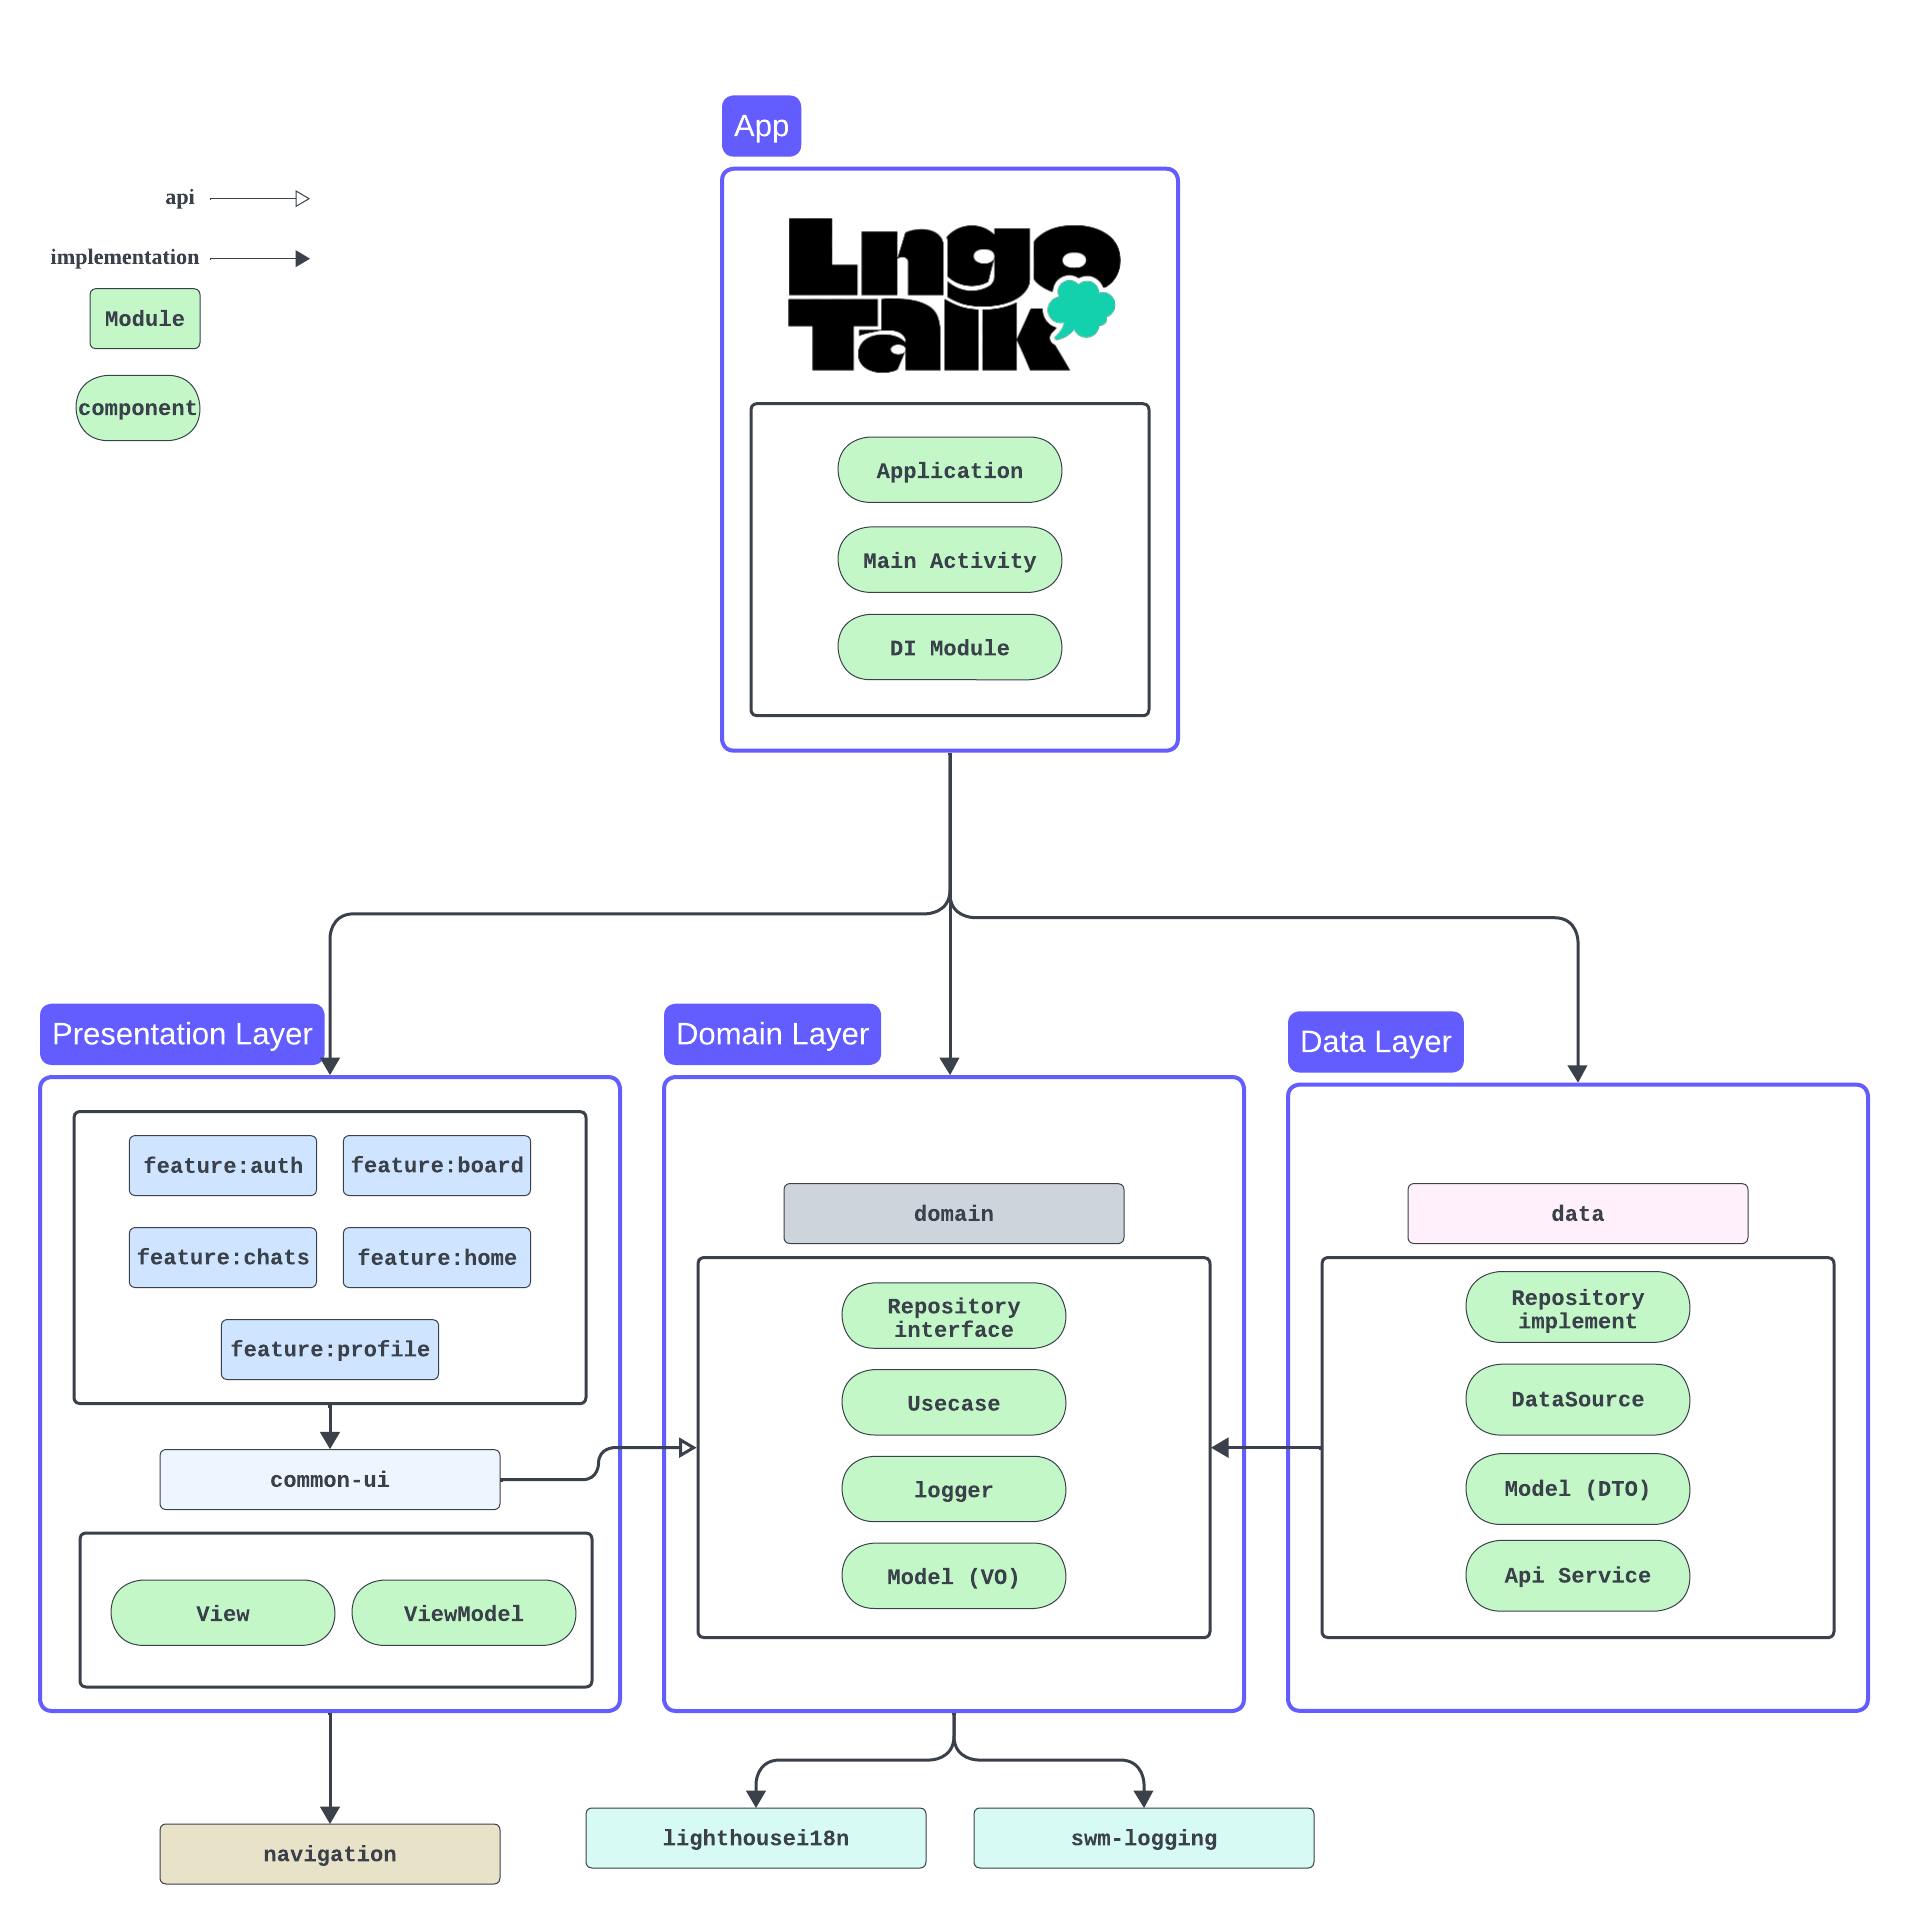 App
api
implementation
Module
component
Lngo
Talk
Application
Main Activity
DI Module
Presentation Layer
feature:auth
feature:board
feature:chats
feature:home
feature:profile
common-ui
View
ViewModel
navigation
Domain Layer
domain
Repository
interface
Usecase
logger
Model (VO)
lighthousei18n
swm-logging
Data Layer
data
Repository
implement
DataSource
Model (DTO)
Api Service